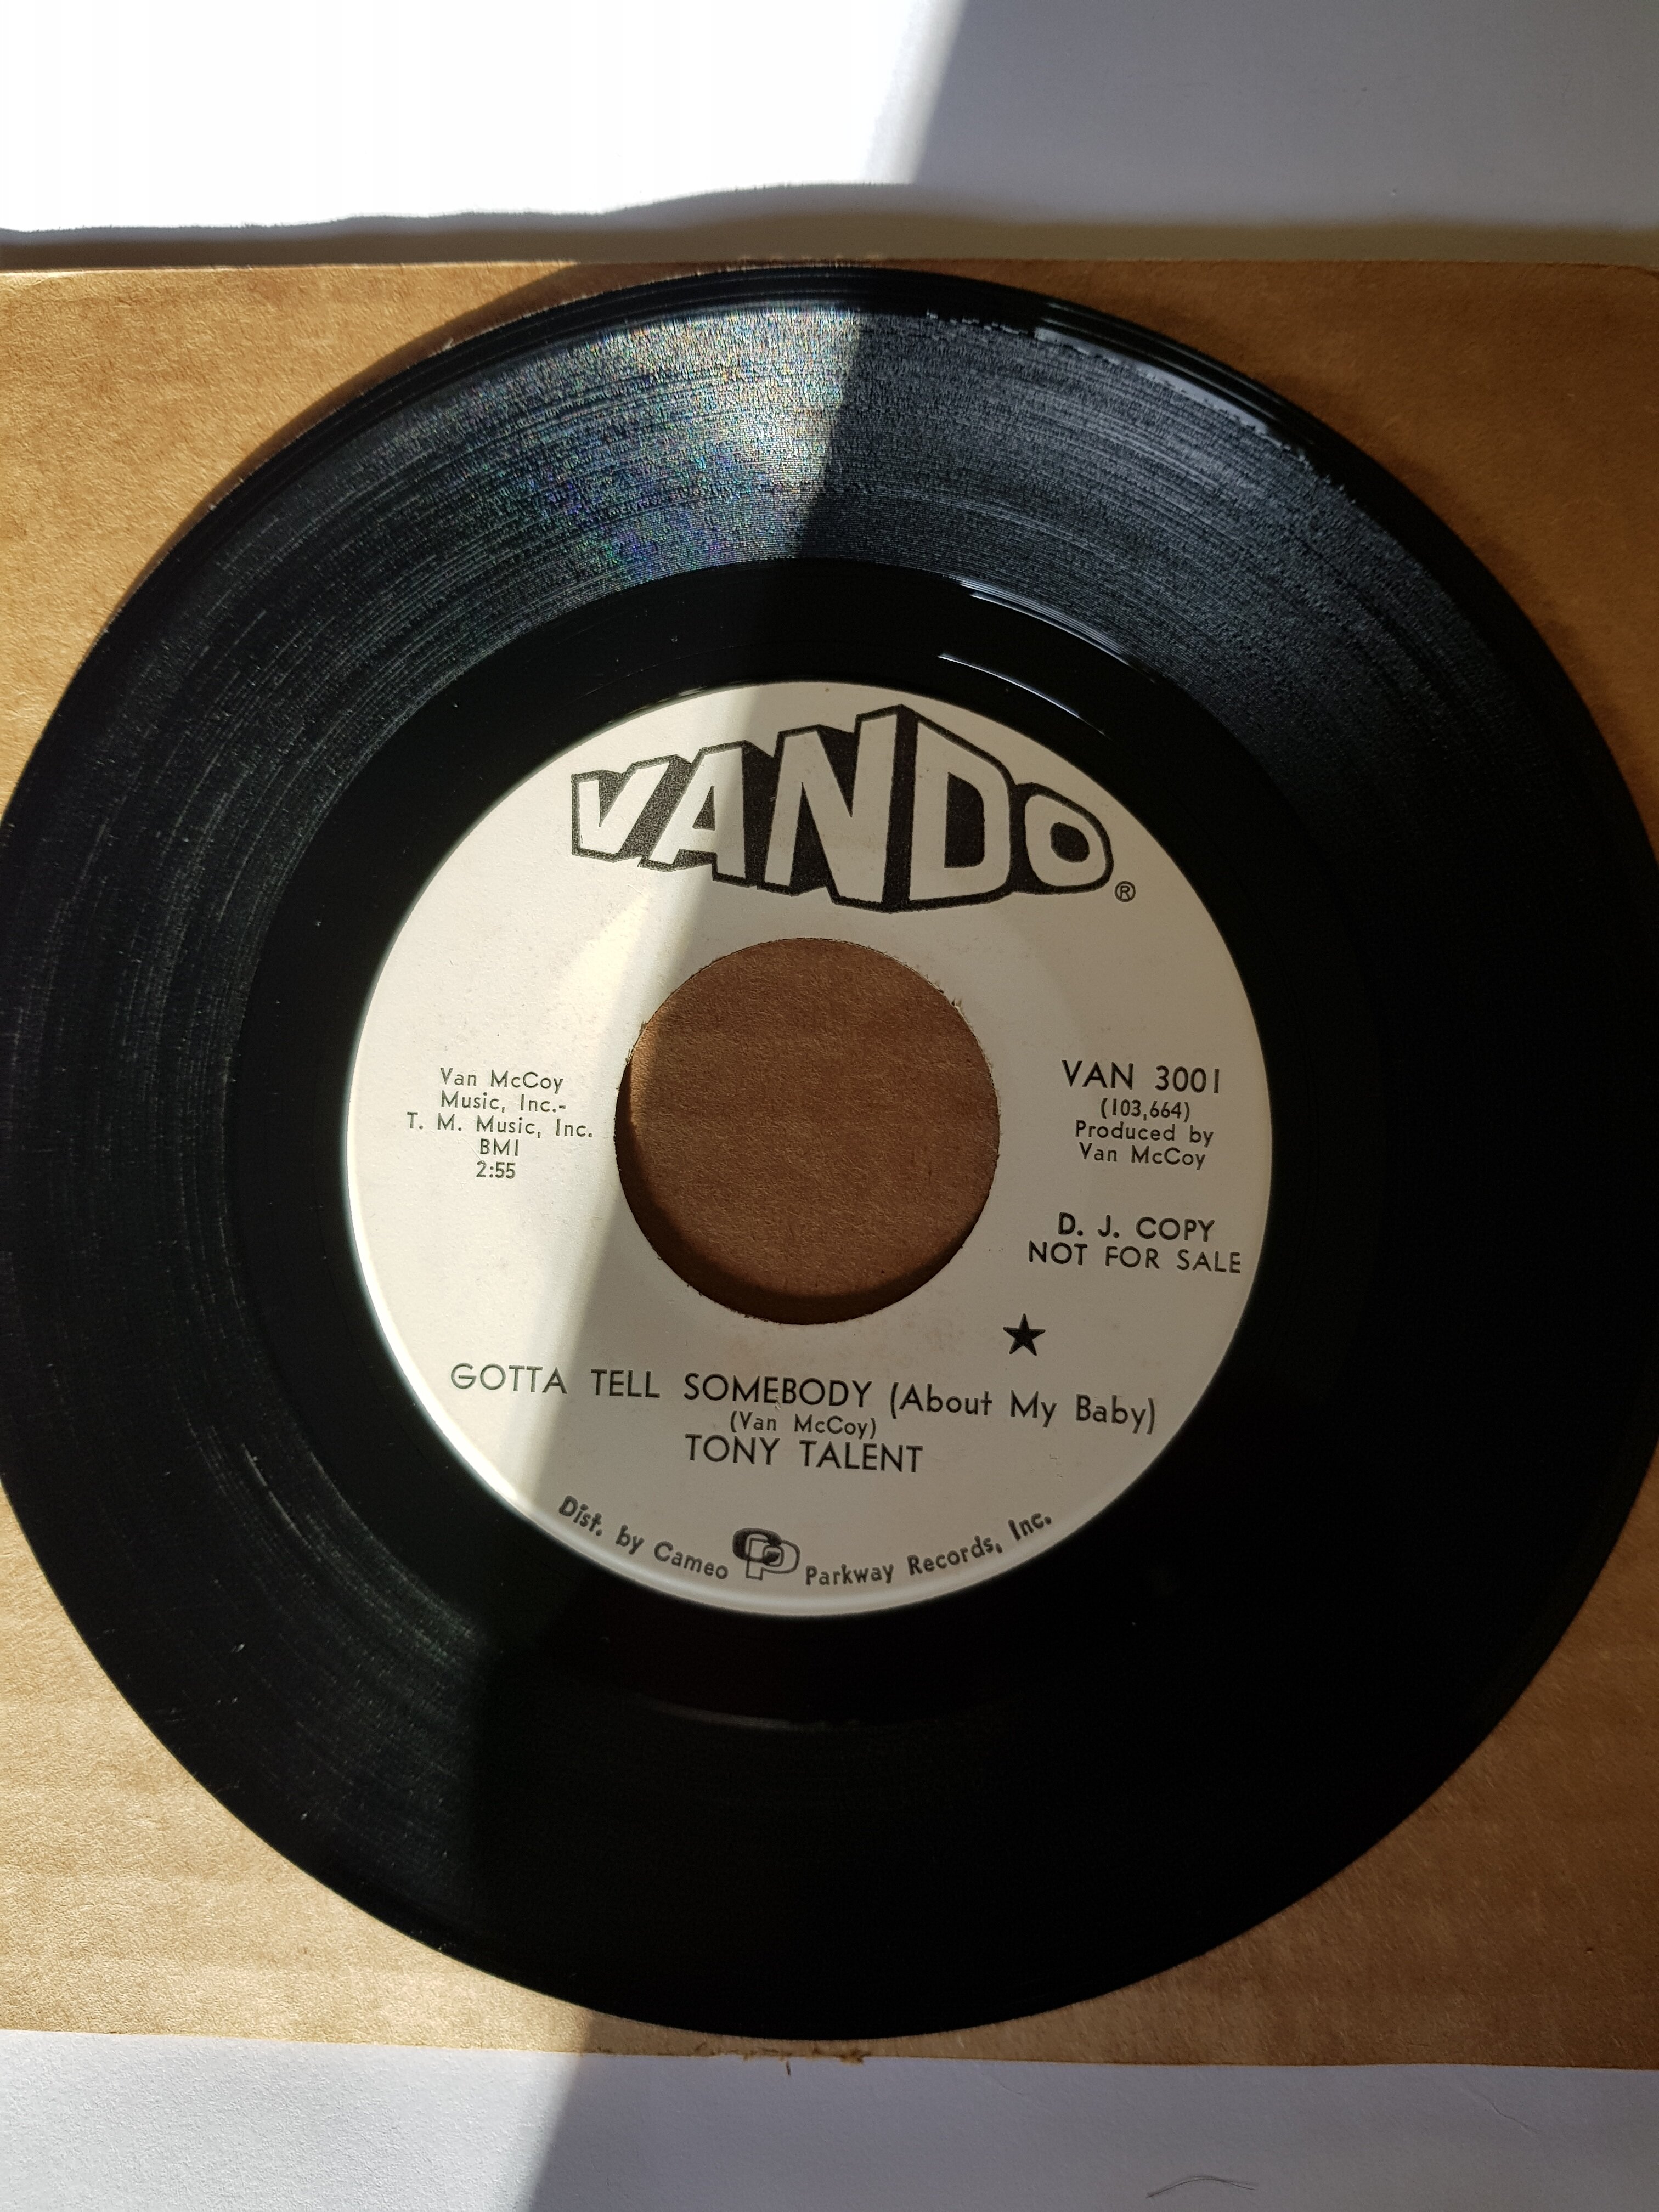 VANDO®
Van McCoy
Music, Inc.-
T. M. Music, Inc.
BMI
2:55
VAN 3001
(103,664)
Produced by
Van McCoy
D. J. COPY
NOT FOR SALE
★
GOTTA TELL SOMEBODY (About My Baby)
(Van McCoy)
TONY TALENT
Dist. by Cameo CP Parkway Records, Inc.